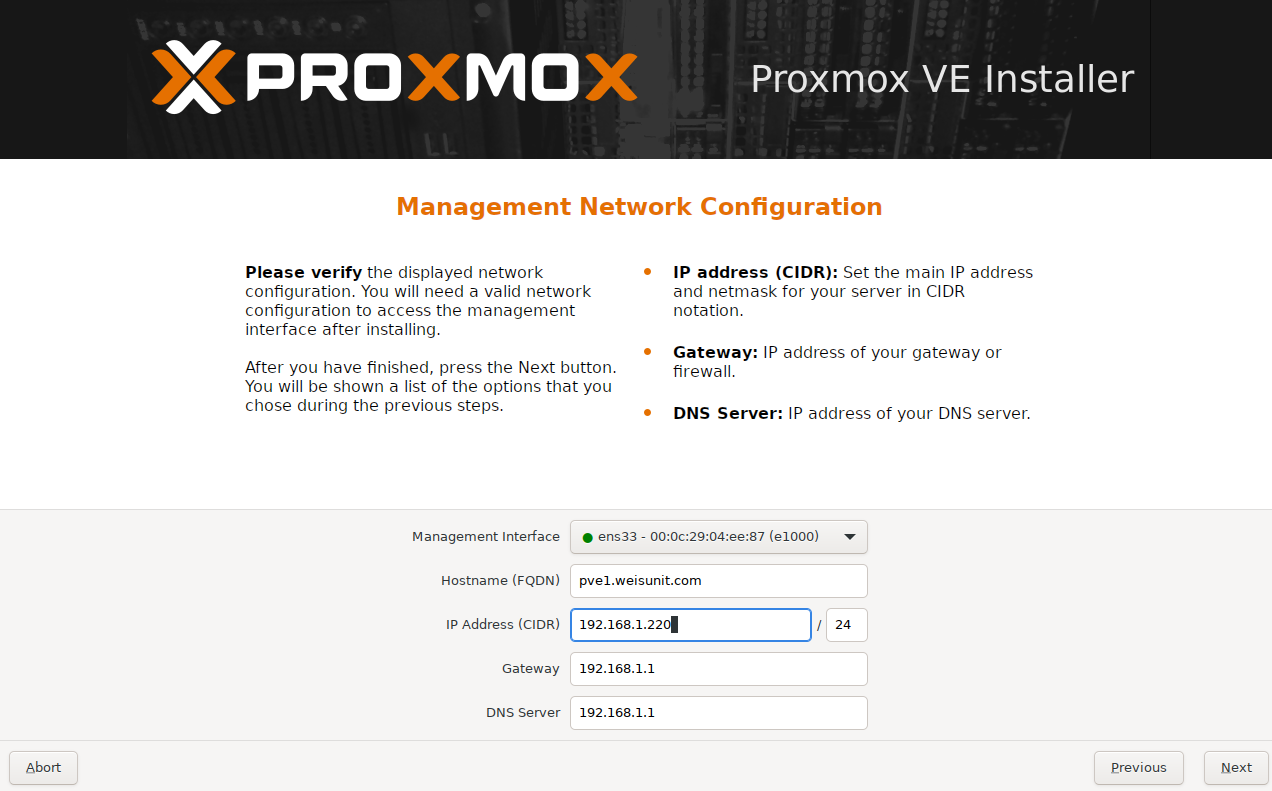 PROXMOX
Proxmox VE Installer
Management Network Configuration
Please verify the displayed network
configuration. You will need a valid network
configuration to access the management
interface after installing.
After you have finished, press the Next button.
You will be shown a list of the options that you
chose during the previous steps.
IP address (CIDR): Set the main IP address
and netmask for your server in CIDR
notation.
Gateway: IP address of your gateway or
firewall.
DNS Server: IP address of your DNS server.
Management Interface ens33 - 00:0c:29:04:ee:87 (e1000)
Hostname (FQDN) pve1.weisunit.com
IP Address (CIDR) 192.168.1.220 / 24
Gateway 192.168.1.1
DNS Server 192.168.1.1
Abort Previous Next